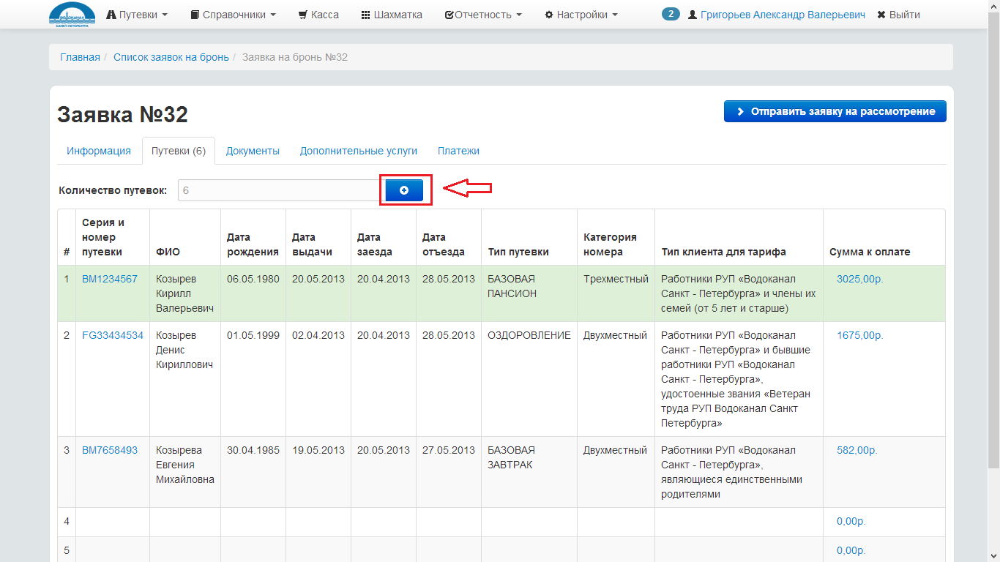 ВОДОКАНАЛ
САНКТ-ПЕТЕРБУРГА
Путевки Справочники Касса Шахматка Отчетность Настройки 2 Григорьев Александр Валерьевич Выйти
Главная / Список заявок на бронь / Заявка на бронь №32
Заявка №32
Отправить заявку на рассмотрение
Информация Путевки (6) Документы Дополнительные услуги Платежи
Количество путевок: 6
# Серия и номер путевки ФИО Дата рождения Дата выдачи Дата заезда Дата отъезда Тип путевки Категория номера Тип клиента для тарифа Сумма к оплате
1 ВМ1234567 Козырев Кирилл Валерьевич 06.05.1980 20.05.2013 20.04.2013 28.05.2013 БАЗОВАЯ ПАНСИОН Трехместный Работники РУП «Водоканал Санкт - Петербурга» и члены их семей (от 5 лет и старше) 3025,00р.
2 FG33434534 Козырев Денис Кириллович 01.05.1999 02.04.2013 20.04.2013 28.05.2013 ОЗДОРОВЛЕНИЕ Двухместный Работники РУП «Водоканал Санкт - Петербурга» и бывшие работники РУП «Водоканал Санкт - Петербурга», удостоенные звания «Ветеран труда РУП Водоканал Санкт Петербурга» 1675,00р.
3 ВМ7658493 Козырева Евгения Михайловна 30.04.1985 19.05.2013 20.05.2013 27.05.2013 БАЗОВАЯ ЗАВТРАК Двухместный Работники РУП «Водоканал Санкт - Петербурга», являющиеся единственными родителями 582,00р.
4 0,00р.
5 0,00р.